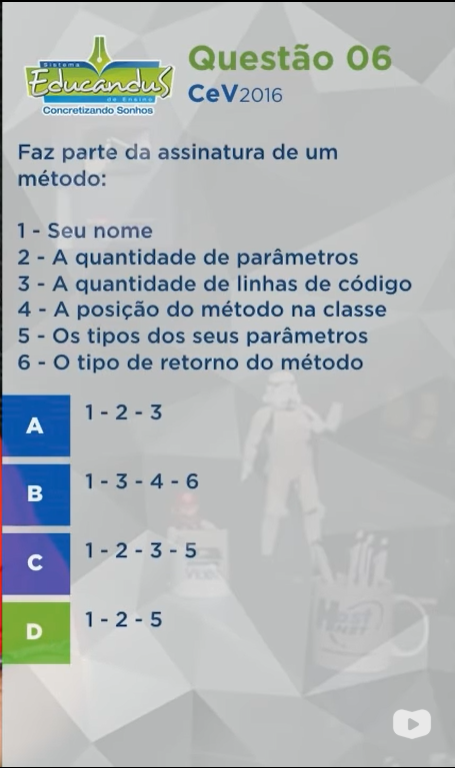 Sistema
Educandus
de Ensino
Concretizando Sonhos
Questão 06
CeV2016
Faz parte da assinatura de um
método:
1 - Seu nome
2 - A quantidade de parâmetros
3 - A quantidade de linhas de código
4 - A posição do método na classe
5 - Os tipos dos seus parâmetros
6 - O tipo de retorno do método
A 1 - 2 - 3
B 1 - 3 - 4 - 6
C 1 - 2 - 3 - 5
D 1 - 2 - 5
Host